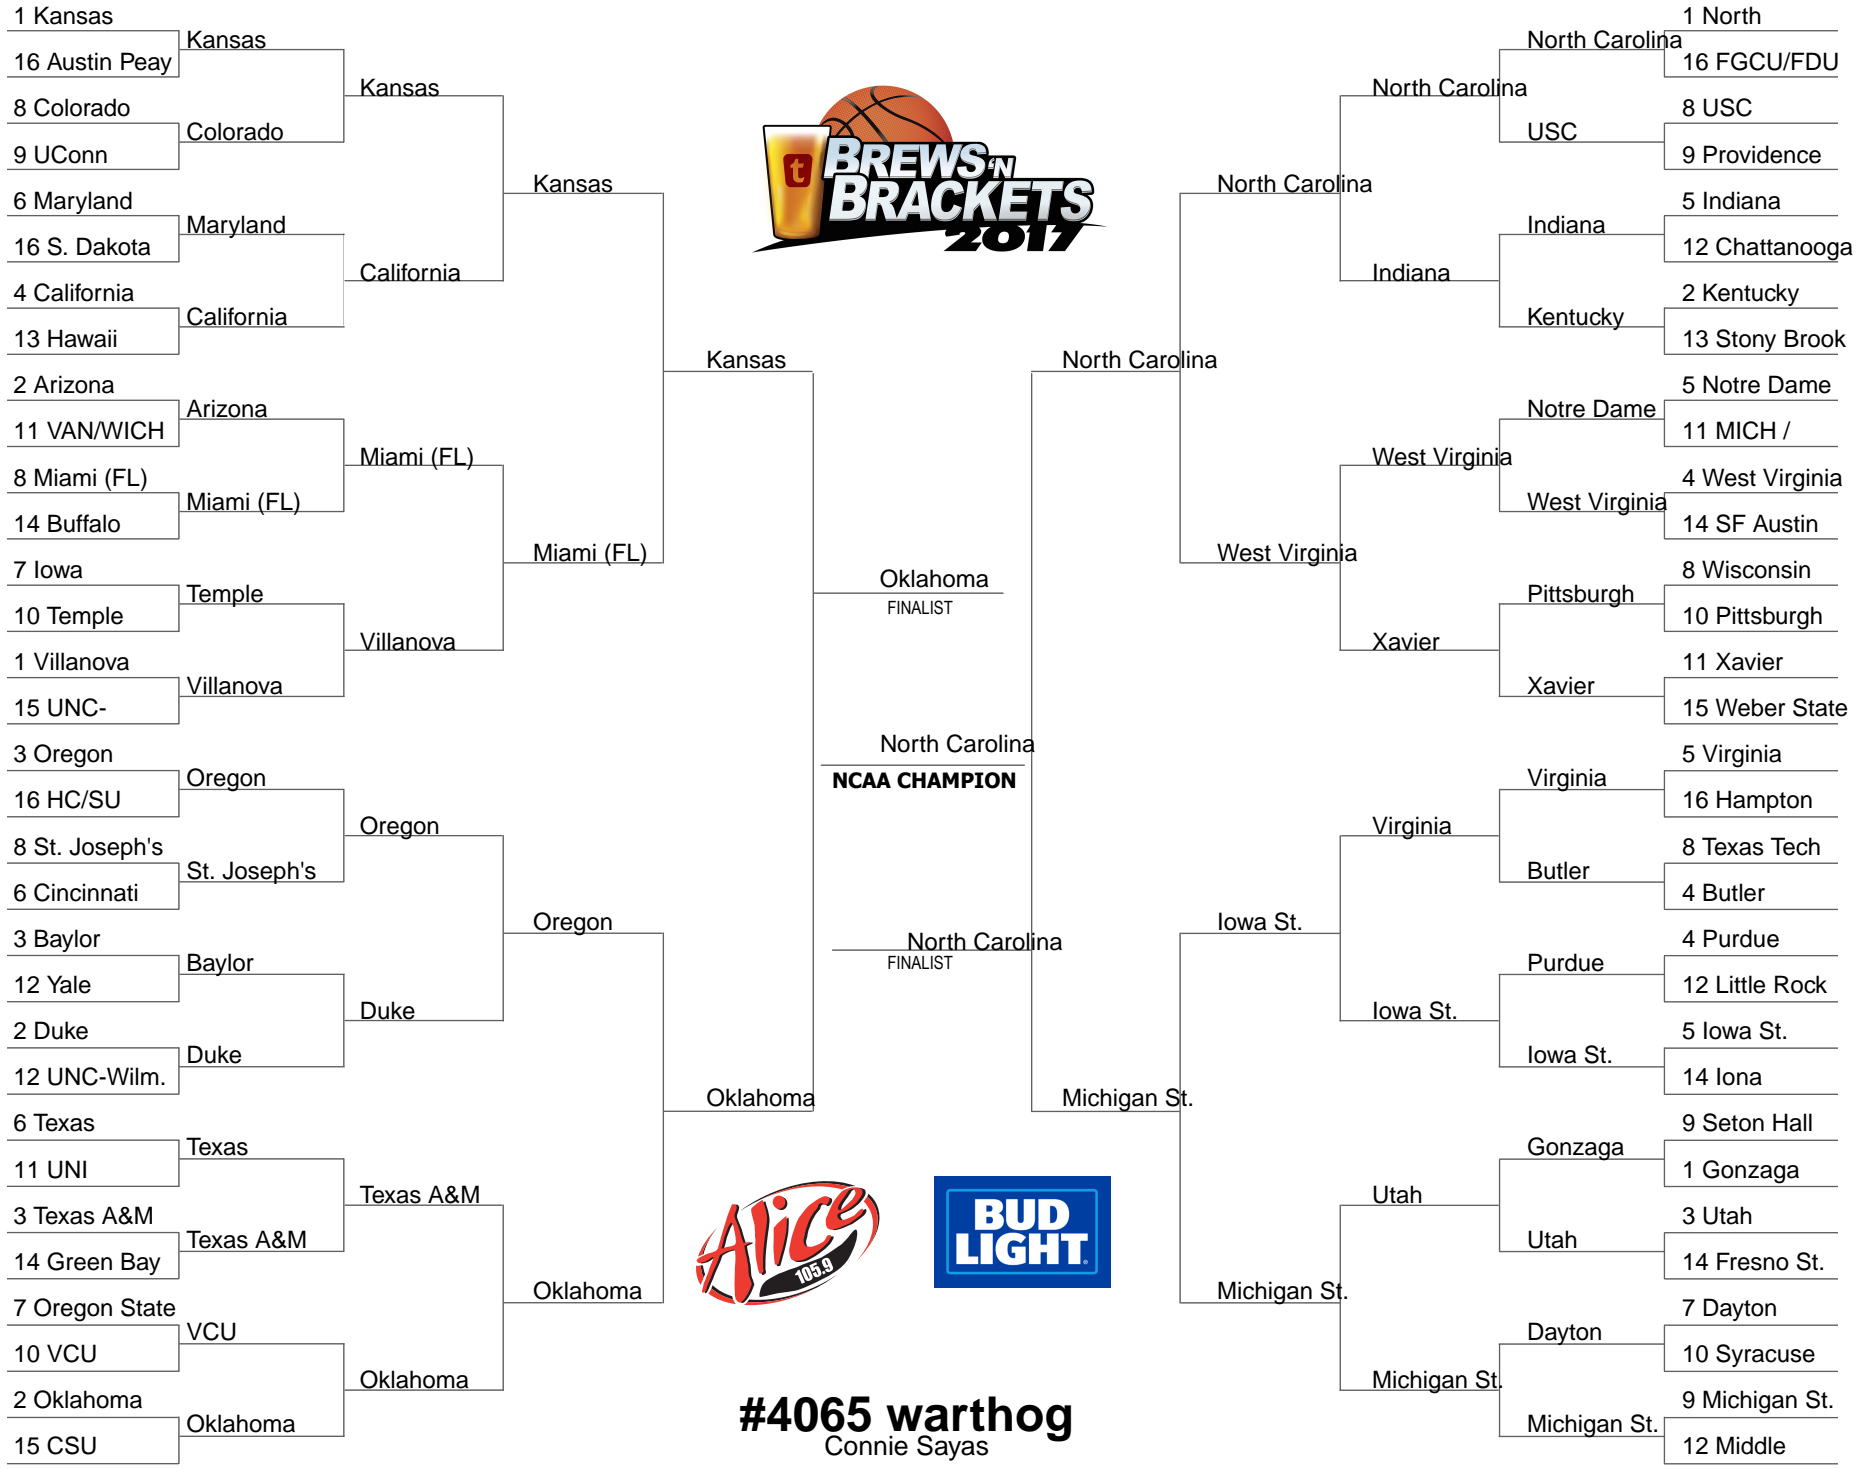 1 Kansas
16 Austin Peay
8 Colorado
9 UConn
6 Maryland
16 S. Dakota
4 California
13 Hawaii
2 Arizona
11 VAN/WICH
8 Miami (FL)
14 Buffalo
7 Iowa
10 Temple
1 Villanova
15 UNC-
3 Oregon
16 HC/SU
8 St. Joseph's
6 Cincinnati
3 Baylor
12 Yale
2 Duke
12 UNC-Wilm.
6 Texas
11 UNI
3 Texas A&M
14 Green Bay
7 Oregon State
10 VCU
2 Oklahoma
15 CSU
Kansas
Colorado
Maryland
California
Arizona
Miami (FL)
Temple
Villanova
Oregon
St. Joseph's
Baylor
Duke
Texas
Texas A&M
VCU
Oklahoma
Kansas
California
Miami (FL)
Villanova
Oregon
Duke
Texas A&M
Oklahoma
Kansas
Miami (FL)
Oregon
Oklahoma
Kansas
Oklahoma
t
BREWS 'N
BRACKETS
2017
Oklahoma
FINALIST
North Carolina
NCAA CHAMPION
North Carolina
FINALIST
Alice
105.9
BUD
LIGHT
#4065 warthog
Connie Sayas
North Carolina
Michigan St.
North Carolina
West Virginia
Iowa St.
Michigan St.
North Carolina
Indiana
West Virginia
Xavier
Virginia
Iowa St.
Utah
Michigan St.
North Carolina
USC
Indiana
Kentucky
Notre Dame
West Virginia
Pittsburgh
Xavier
Virginia
Butler
Purdue
Iowa St.
Gonzaga
Utah
Dayton
Michigan St.
1 North
16 FGCU/FDU
8 USC
9 Providence
5 Indiana
12 Chattanooga
2 Kentucky
13 Stony Brook
5 Notre Dame
11 MICH /
4 West Virginia
14 SF Austin
8 Wisconsin
10 Pittsburgh
11 Xavier
15 Weber State
5 Virginia
16 Hampton
8 Texas Tech
4 Butler
4 Purdue
12 Little Rock
5 Iowa St.
14 Iona
9 Seton Hall
1 Gonzaga
3 Utah
14 Fresno St.
7 Dayton
10 Syracuse
9 Michigan St.
12 Middle